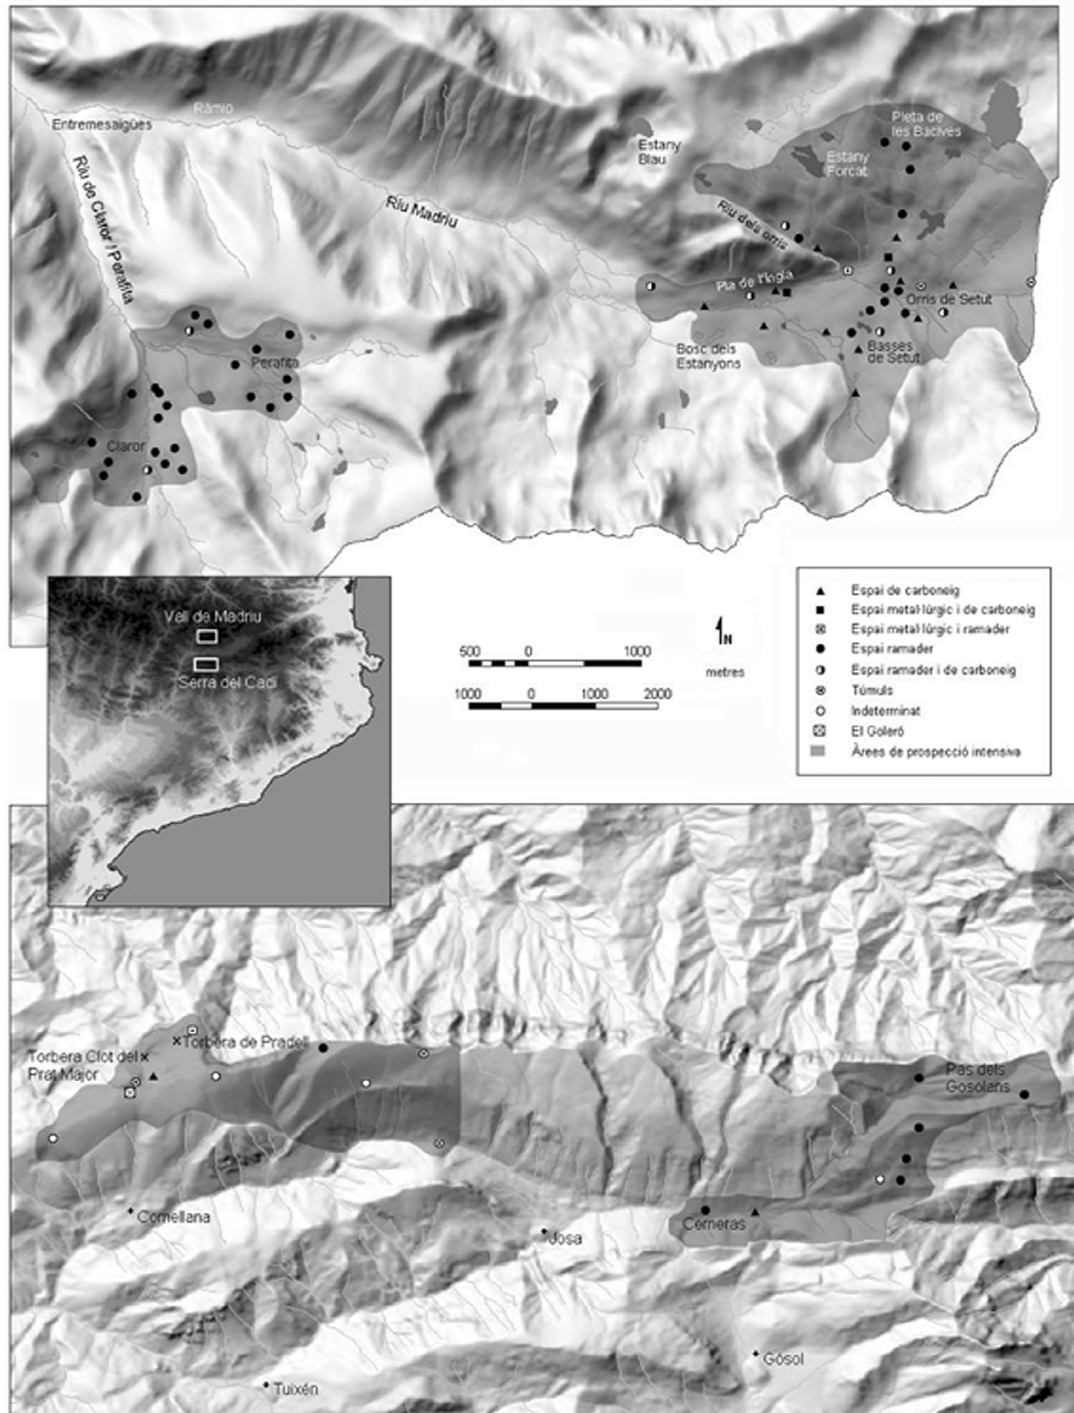 Ràmio
Entremesaigües
Riu de Claror i Perafita
Riu Madriu
Estany
Blau
Pleta de
les Bacives
Estany
Forcat
Riu dels orris
Pla de l'Ingla
Orris de Setut
Bosc dels
Estanyons
Basses
de Setut
Perafita
Claror
Vall de Madriu
Serra del Cadí
N
500 0 1000
metres
1000 0 1000 2000
Espai de carboneig
Espai metal·lúrgic i de carboneig
Espai metal·lúrgic i ramader
Espai ramader
Espai ramader i de carboneig
Túmuls
Indeterminat
El Goleró
Àrees de prospecció intensiva
Torbera de Pradell
Torbera Clot del
Prat Major
Pas dels
Gosolans
Cornellana
Josa
Cerneras
Gósol
Tuixén